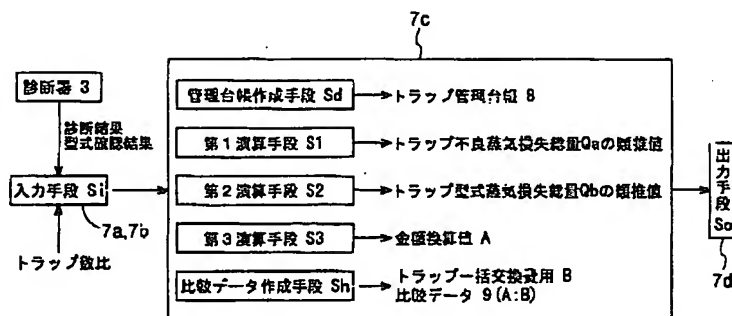 7c
診断器 3
診断結果
型式確認結果
入力手段 Si
7a,7b
トラップ数比
管理台帳作成手段 Sd
トラップ管理台帳 B
第1演算手段 S1
トラップ不良蒸気損失総量Qaの類推値
第2演算手段 S2
トラップ型式蒸気損失総量Qbの類推値
第3演算手段 S3
金額換算値 A
比較データ作成手段 Sh
トラップ一括交換費用 B
比較データ 9(A:B)
出力手段 So
7d